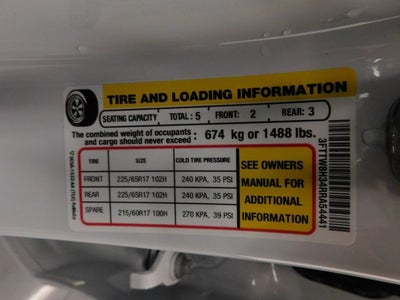 TIRE AND LOADING INFORMATION
SEATING CAPACITY TOTAL : 5 FRONT: 2 REAR: 3
The combined weight of occupants and cargo should never exceed : 674 kg or 1488 lbs.
TIRE SIZE COLD TIRE PRESSURE
FRONT 225/65R17 102H 240 KPA, 35 PSI
REAR 225/65R17 102H 240 KPA, 35 PSI
SPARE 215/60R17 100H 270 KPA, 39 PSI
SEE OWNERS
MANUAL FOR
ADDITIONAL
INFORMATION